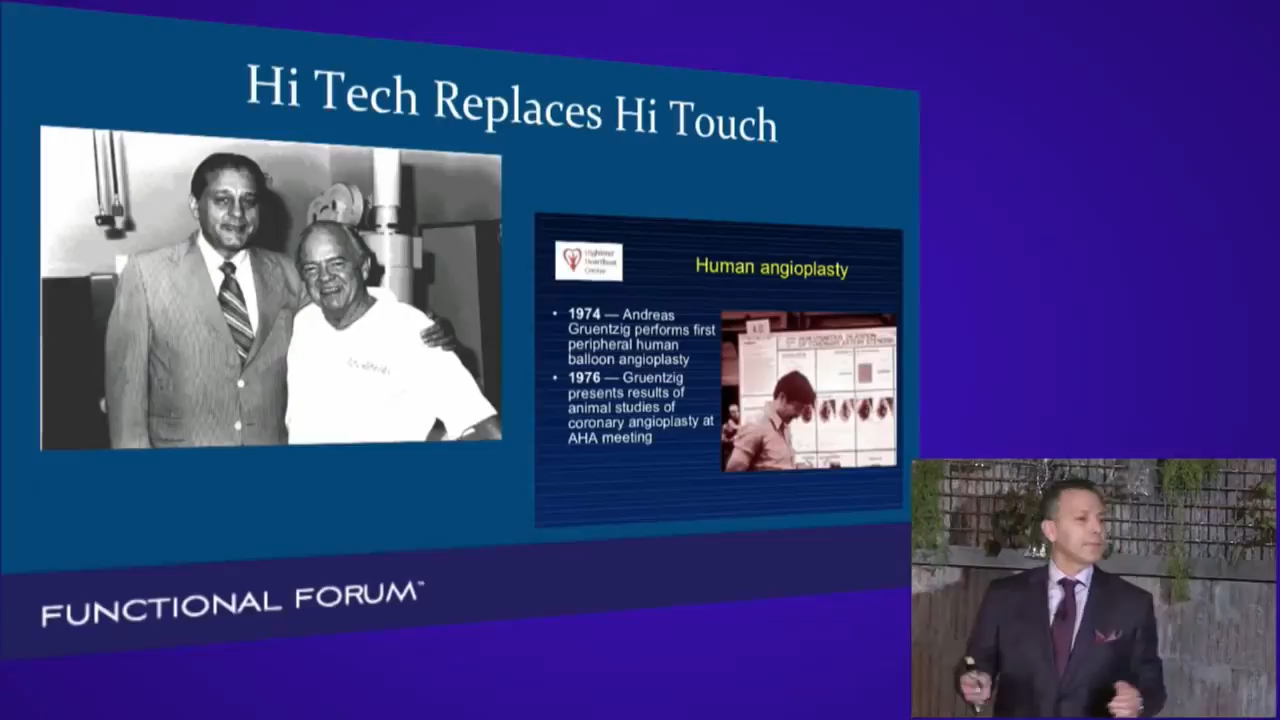 Hi Tech Replaces Hi Touch
Human angioplasty
• 1974 — Andreas
Gruentzig performs first
peripheral human
balloon angioplasty
• 1976 — Gruentzig
presents results of
animal studies of
coronary angioplasty at
AHA meeting
FUNCTIONAL FORUM™